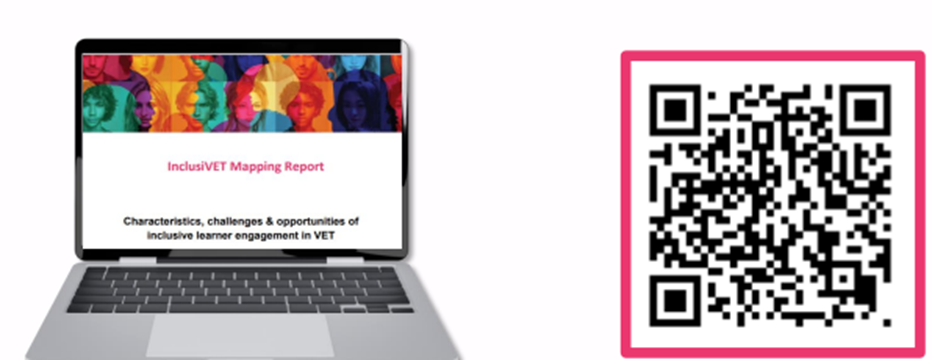 InclusiVET Mapping Report
Characteristics, challenges & opportunities of
inclusive learner engagement in VET